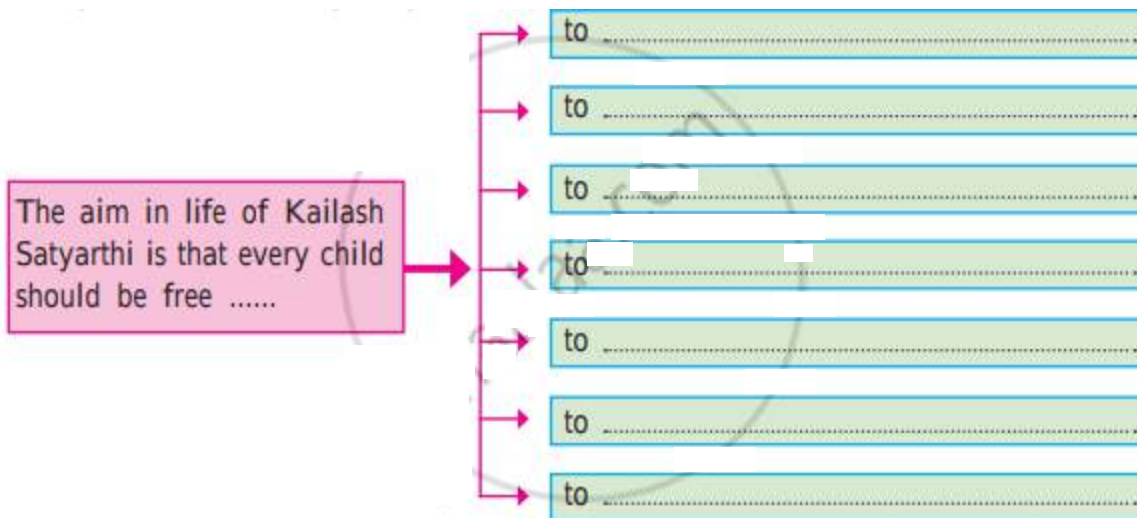 to ..........
to ..........
to ..........
The aim in life of Kailash
Satyarthi is that every child
should be free ......
to ..........
to ..........
to ..........
to ..........